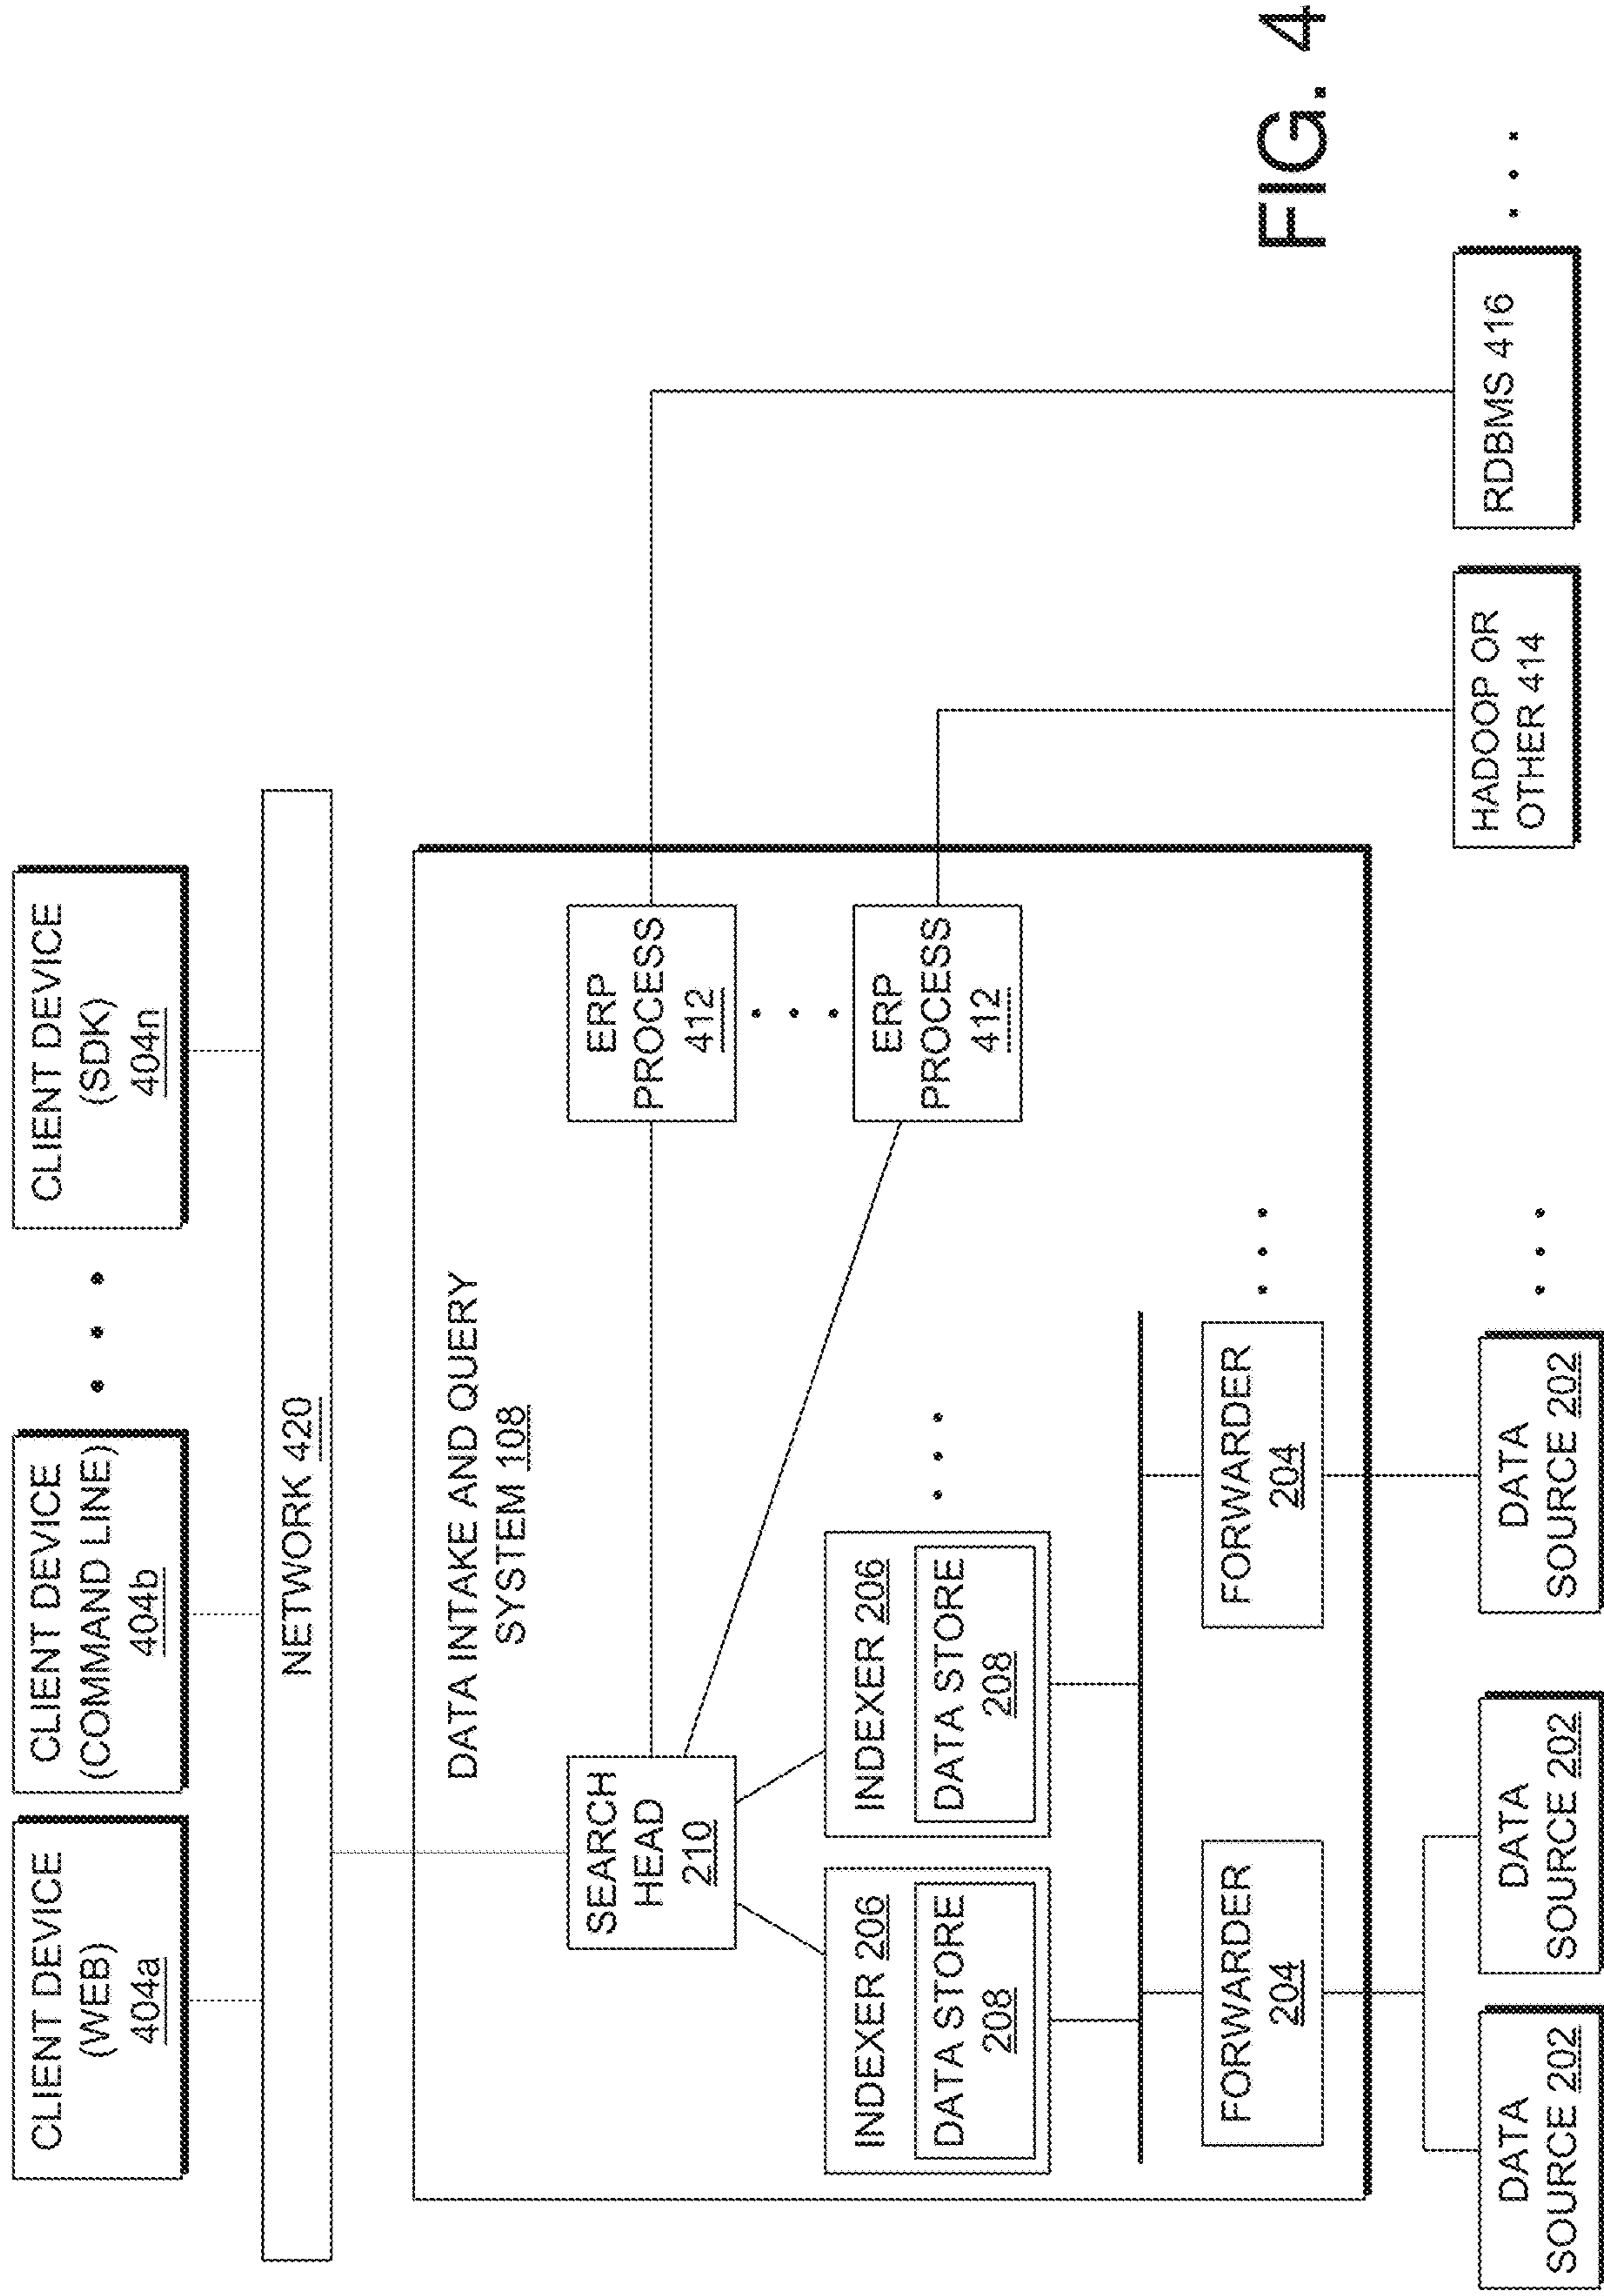 CLIENT DEVICE
(WEB)
404a
CLIENT DEVICE
(COMMAND LINE)
404b
CLIENT DEVICE
(SDK)
404n
NETWORK 420
DATA INTAKE AND QUERY
SYSTEM 108
SEARCH
HEAD
210
ERP
PROCESS
412
ERP
PROCESS
412
INDEXER 206
DATA STORE
208
INDEXER 206
DATA STORE
208
FORWARDER
204
FORWARDER
204
DATA
SOURCE 202
DATA
SOURCE 202
DATA
SOURCE 202
HADOOP OR
OTHER 414
RDBMS 416
FIG. 4